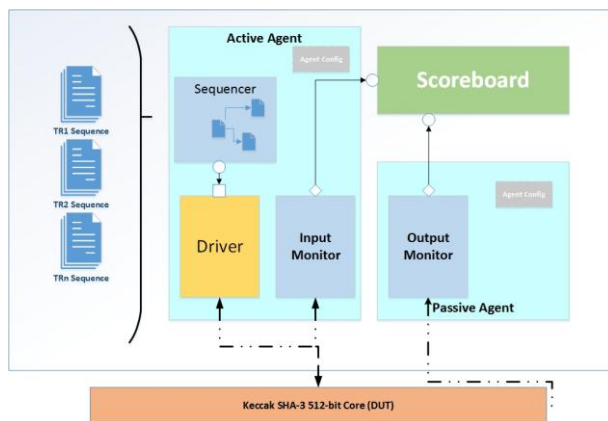 Active Agent
Agent Config
Scoreboard
Sequencer
TR1 Sequence
TR2 Sequence
TRn Sequence
Driver
Input
Monitor
Agent Config
Output
Monitor
Passive Agent
Keccak SHA-3 512-bit Core (DUT)